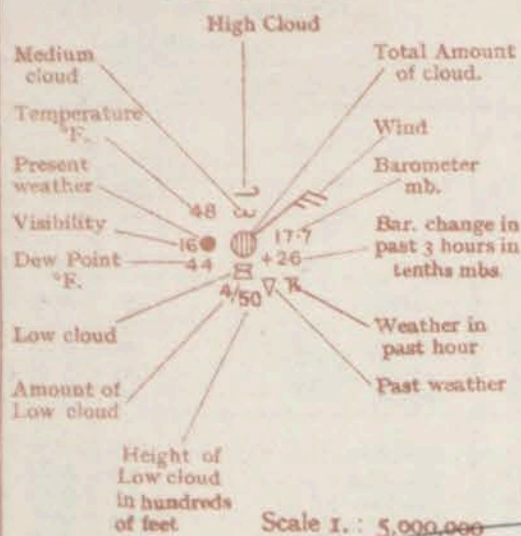 High Cloud
Medium
cloud
Total Amount
of cloud.
Temperature
°F.
Wind
Present
weather
Barometer
mb.
48
Visibility
16
17·7
Bar. change in
past 3 hours in
tenths mbs.
Dew Point
°F.
44
+26
4/50
Low cloud
Weather in
past hour
Amount of
Low cloud
Past weather
Height of
Low cloud
in hundreds
of feet
Scale 1. : 5,000,000